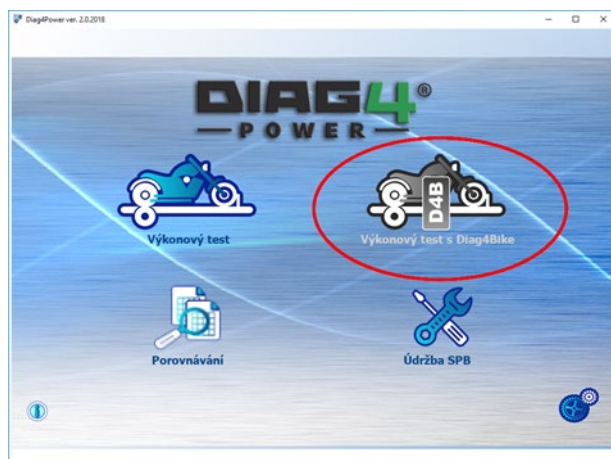 Diag4Power ver. 2.0.2018
DIAG4®
POWER
D4B
Výkonový test
Výkonový test s Diag4Bike
Porovnávání
Údržba SPB